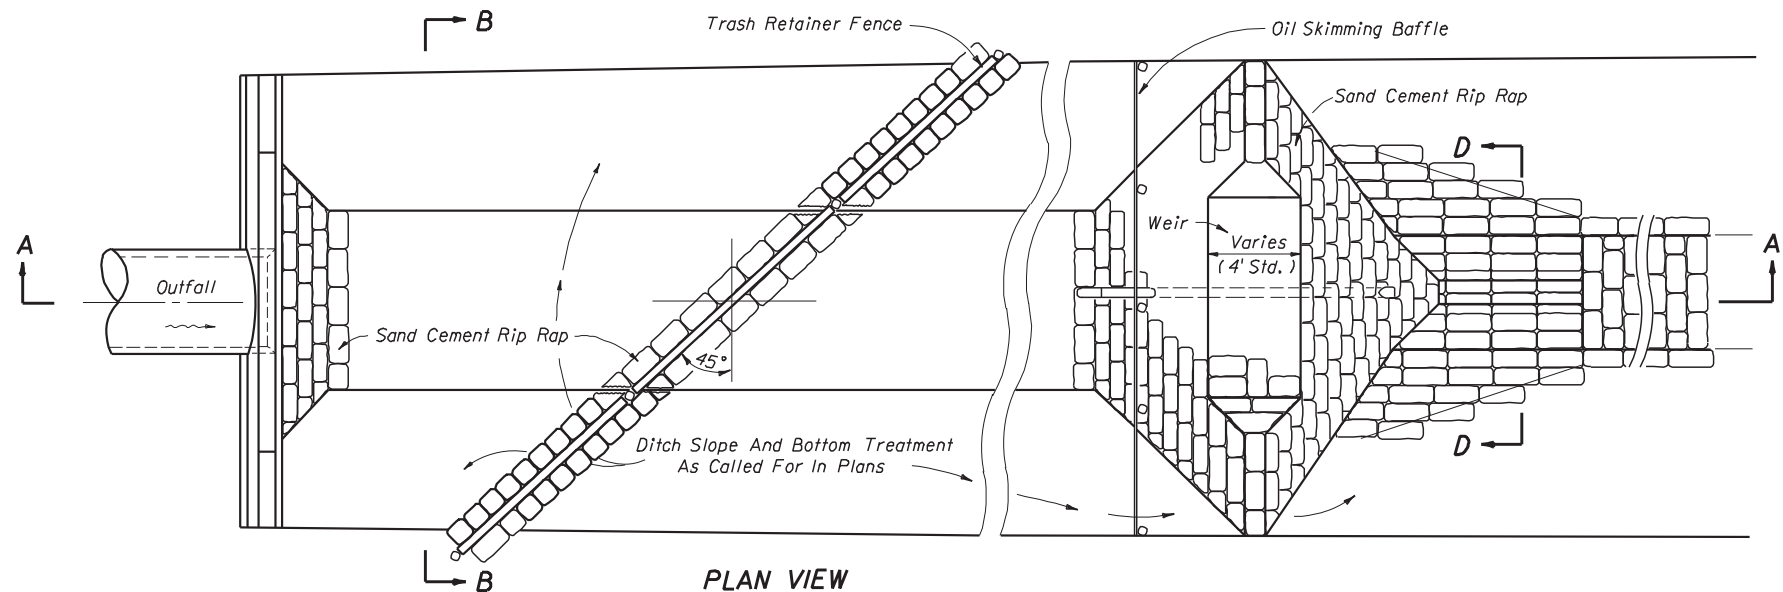 B
Trash Retainer Fence
Oil Skimming Baffle
Sand Cement Rip Rap
D
A
Outfall
Weir
Varies
(4' Std.)
A
Sand Cement Rip Rap
45°
Ditch Slope And Bottom Treatment
As Called For In Plans
D
B
PLAN VIEW